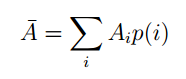 Ā = ∑ᵢ Aᵢp(i)